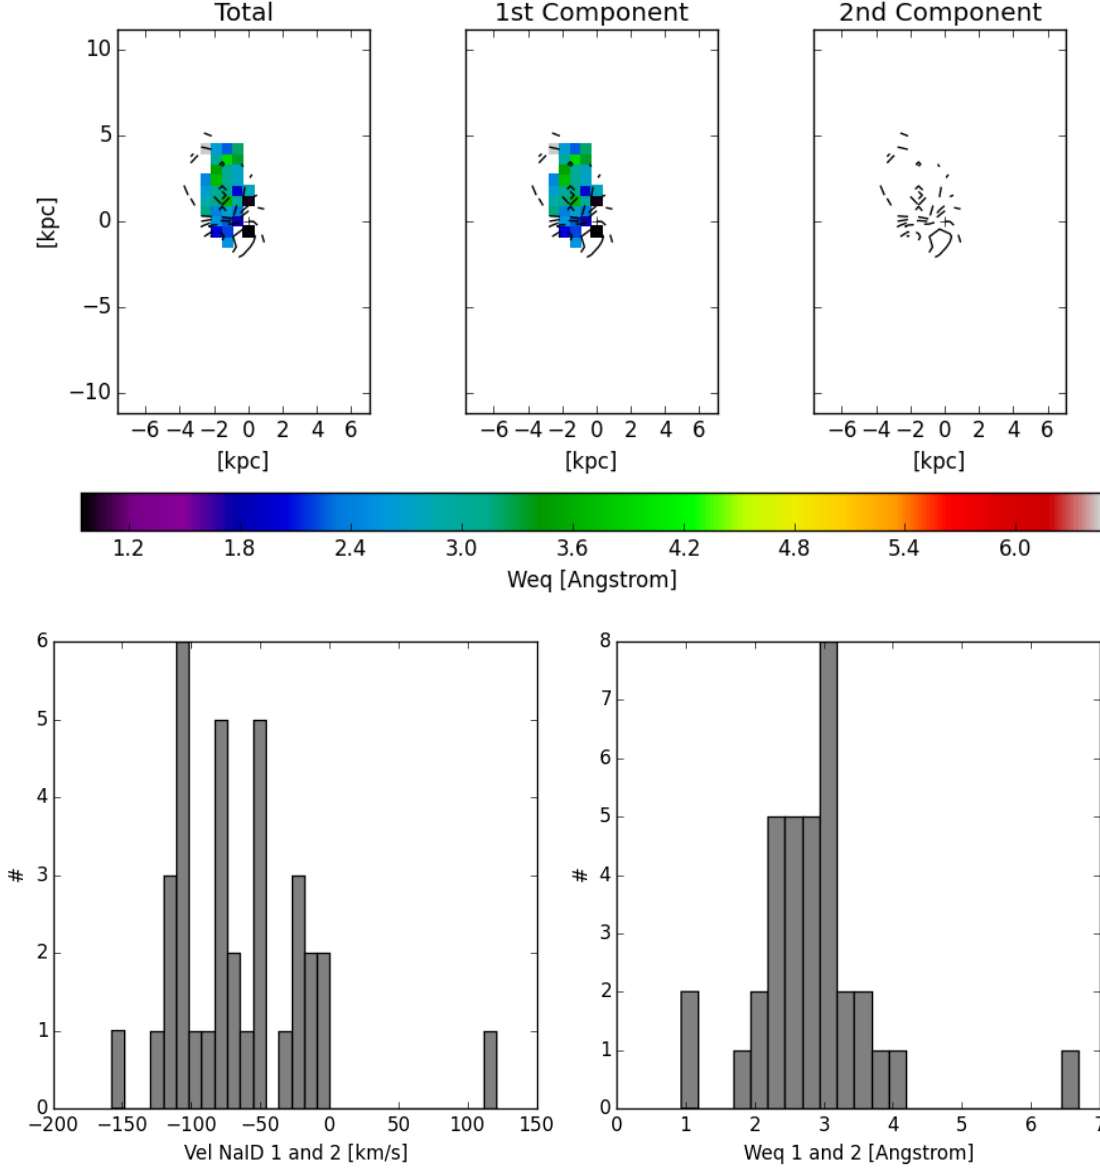 Total 1st Component 2nd Component
10
5
0
−5
−10
[kpc]
−6 −4 −2 0 2 4 6 −6 −4 −2 0 2 4 6 −6 −4 −2 0 2 4 6
[kpc] [kpc] [kpc]
1.2 1.8 2.4 3.0 3.6 4.2 4.8 5.4 6.0
Weq [Angstrom]
6
5
4
3
2
1
0
#
−200 −150 −100 −50 0 50 100 150
Vel NaID 1 and 2 [km/s]
8
7
6
5
4
3
2
1
0
#
0 1 2 3 4 5 6 7
Weq 1 and 2 [Angstrom]